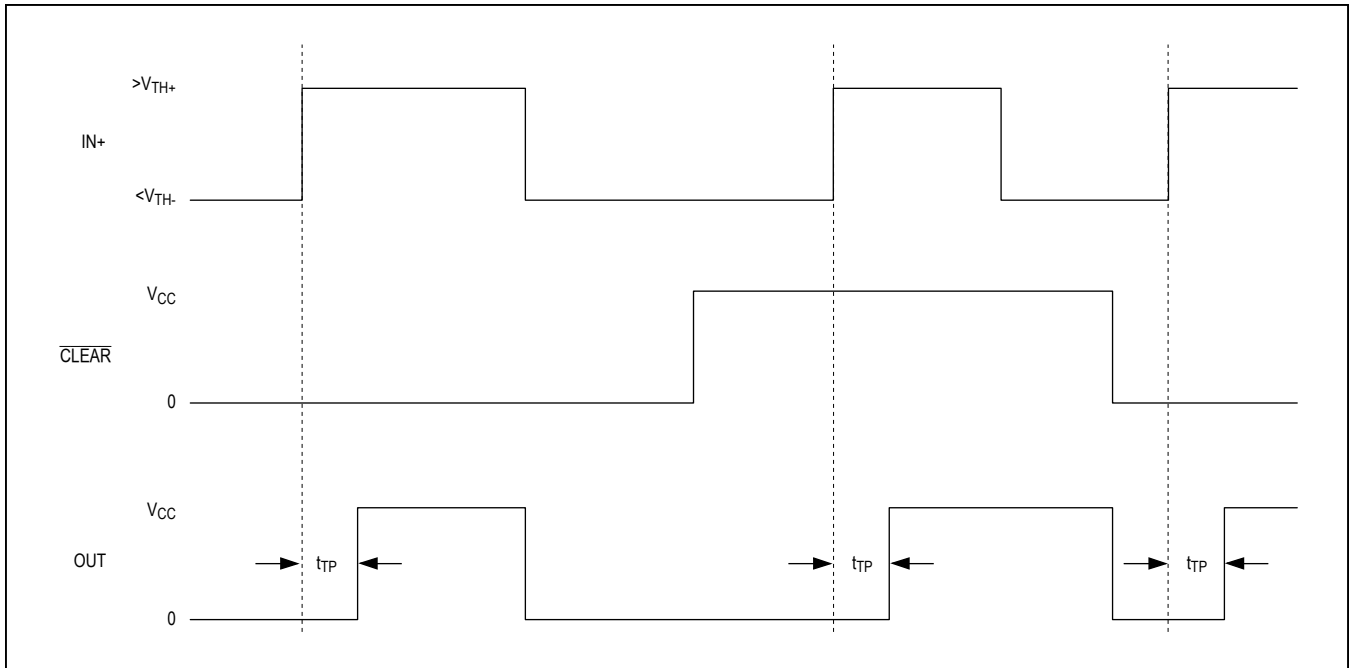 >VTH+
IN+
<VTH-
VCC
CLEAR
0
VCC
OUT
tTP
tTP
tTP
0